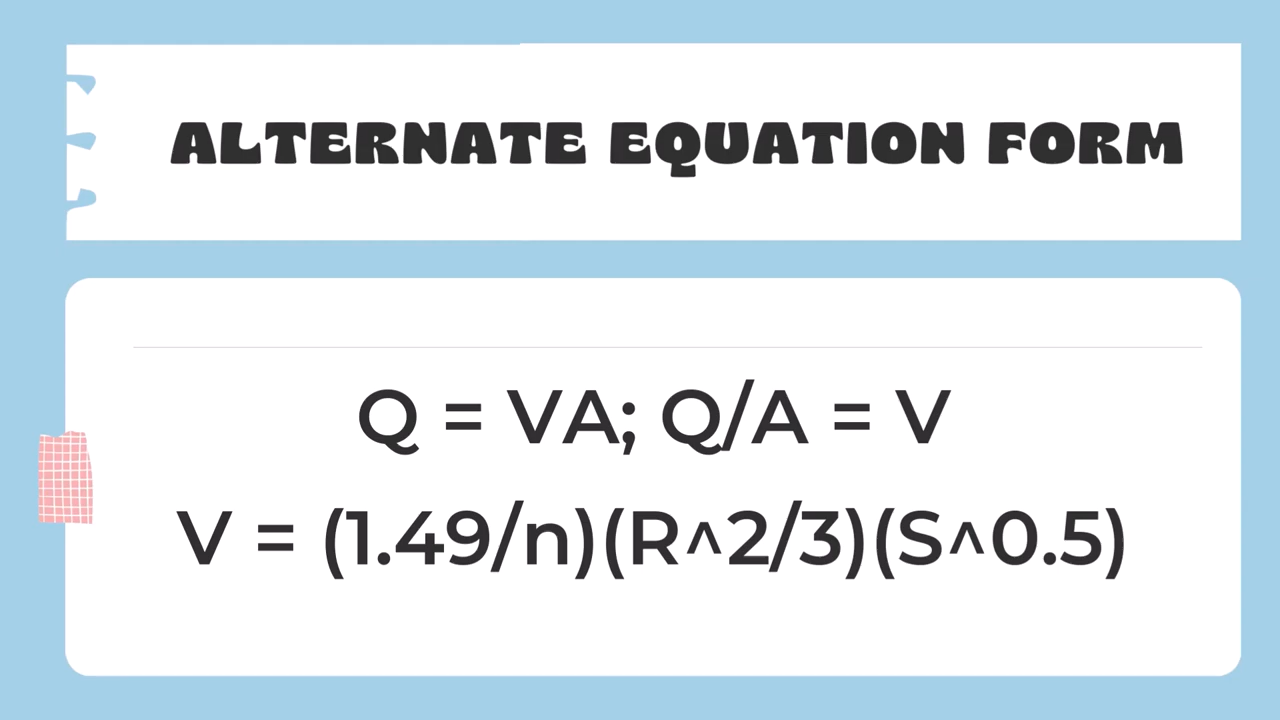 ALTERNATE EQUATION FORM
Q = VA; Q/A = V
V = (1.49/n)(R^2/3)(S^0.5)